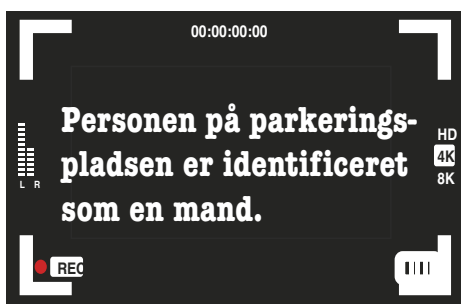 00:00:00:00
Personen på parkerings-
pladsen er identificeret
som en mand.
HD
4K
8K
L R
REC